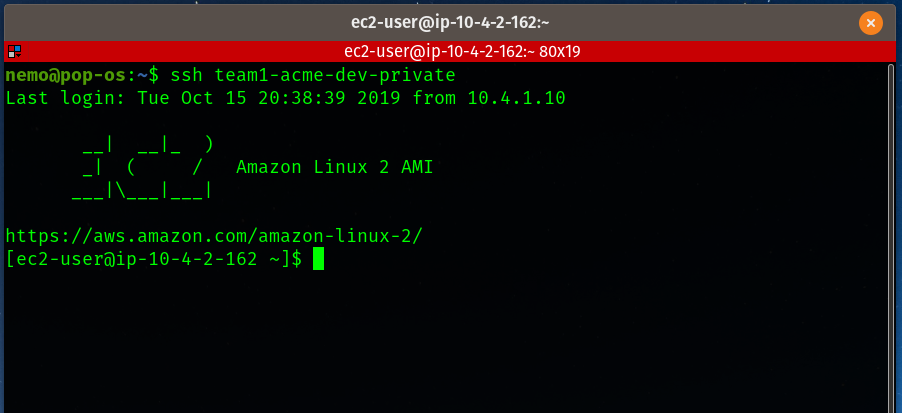 ec2-user@ip-10-4-2-162:~
ec2-user@ip-10-4-2-162:~ 80x19
nemo@pop-os:~$ ssh team1-acme-dev-private
Last login: Tue Oct 15 20:38:39 2019 from 10.4.1.10
       __|  __|_  )
       _|  (     /   Amazon Linux 2 AMI
      ___|\___|___|
https://aws.amazon.com/amazon-linux-2/
[ec2-user@ip-10-4-2-162 ~]$